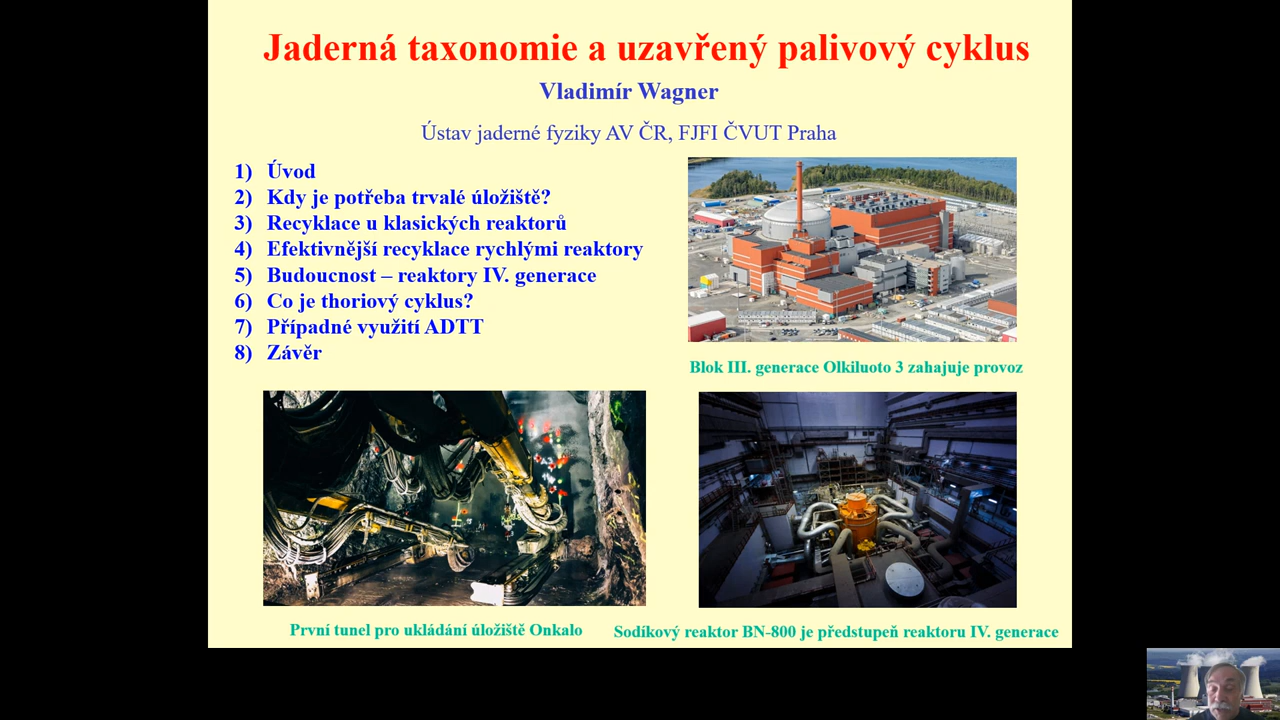 Jaderná taxonomie a uzavřený palivový cyklus
Vladimír Wagner
Ústav jaderné fyziky AV ČR, FJFI ČVUT Praha
1) Úvod
2) Kdy je potřeba trvalé úložiště?
3) Recyklace u klasických reaktorů
4) Efektivnější recyklace rychlými reaktory
5) Budoucnost – reaktory IV. generace
6) Co je thoriový cyklus?
7) Případné využití ADTT
8) Závěr
Blok III. generace Olkiluoto 3 zahajuje provoz
První tunel pro ukládání úložiště Onkalo
Sodíkový reaktor BN-800 je předstupeň reaktoru IV. generace